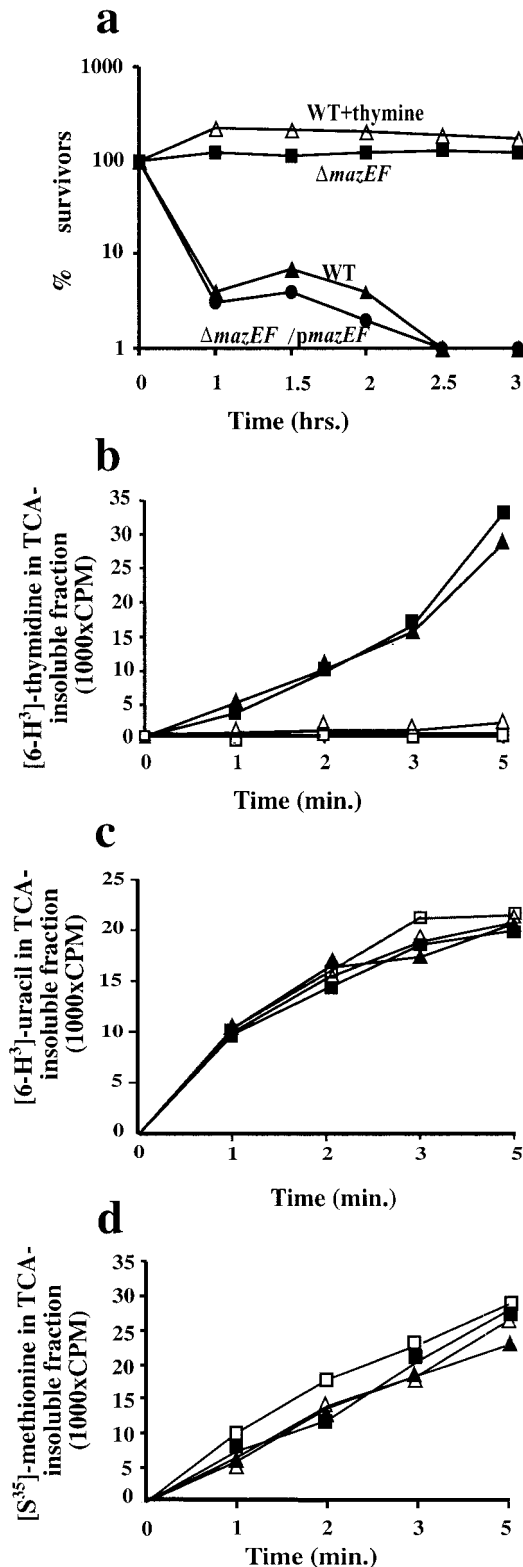 a
1000
100
10
1
% survivors
WT+thymine
ΔmazEF
WT
ΔmazEF /pmazEF
0 1 1.5 2 2.5 3
Time (hrs.)
b
[6-H³]-thymidine in TCA-
insoluble fraction
(1000xCPM)
35
30
25
20
15
10
5
0
0 1 2 3 5
Time (min.)
c
[6-H³]-uracil in TCA-
insoluble fraction
(1000xCPM)
25
20
15
10
5
0
0 1 2 3 5
Time (min.)
d
[S³⁵]-methionine in TCA-
insoluble fraction
(1000xCPM)
30
25
20
15
10
5
0
0 1 2 3 5
Time (min.)